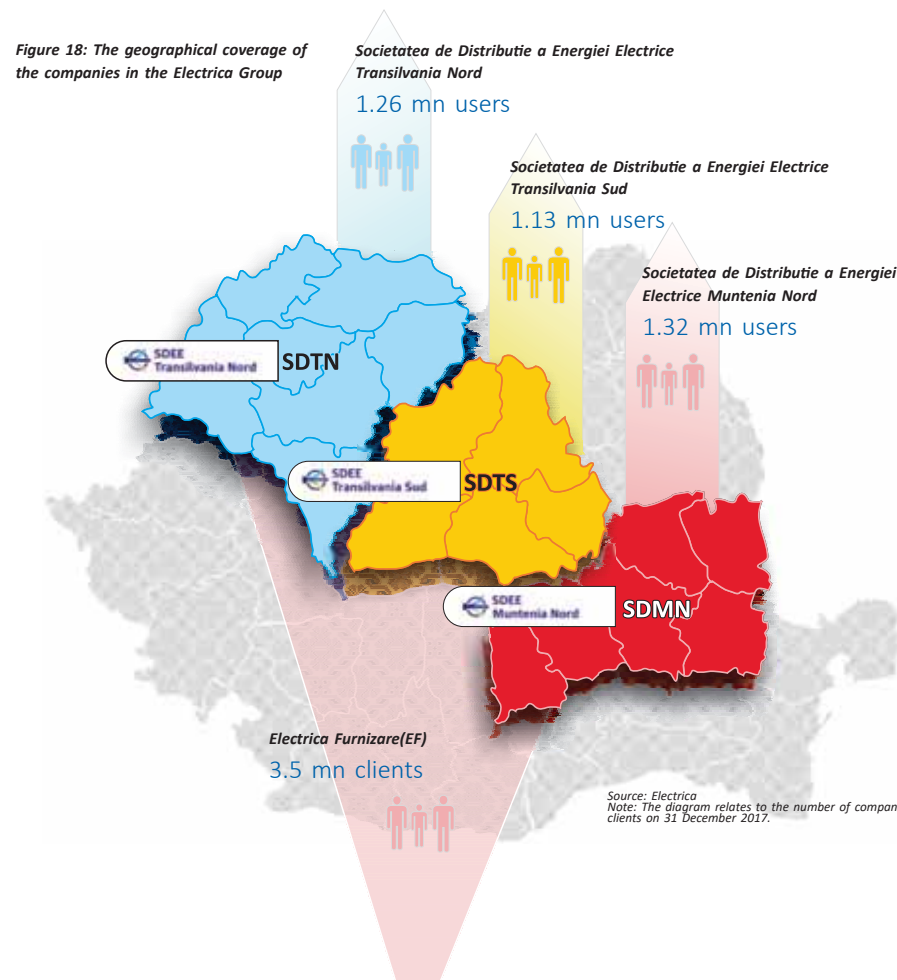 Figure 18: The geographical coverage of
the companies in the Electrica Group
Societatea de Distributie a Energiei Electrice
Transilvania Nord
1.26 mn users
Societatea de Distributie a Energiei Electrice
Transilvania Sud
1.13 mn users
Societatea de Distributie a Energiei
Electrice Muntenia Nord
1.32 mn users
SDEE
Transilvania Nord
SDTN
SDEE
Transilvania Sud
SDTS
SDEE
Muntenia Nord
SDMN
Electrica Furnizare(EF)
3.5 mn clients
Source: Electrica
Note: The diagram relates to the number of compan
clients on 31 December 2017.